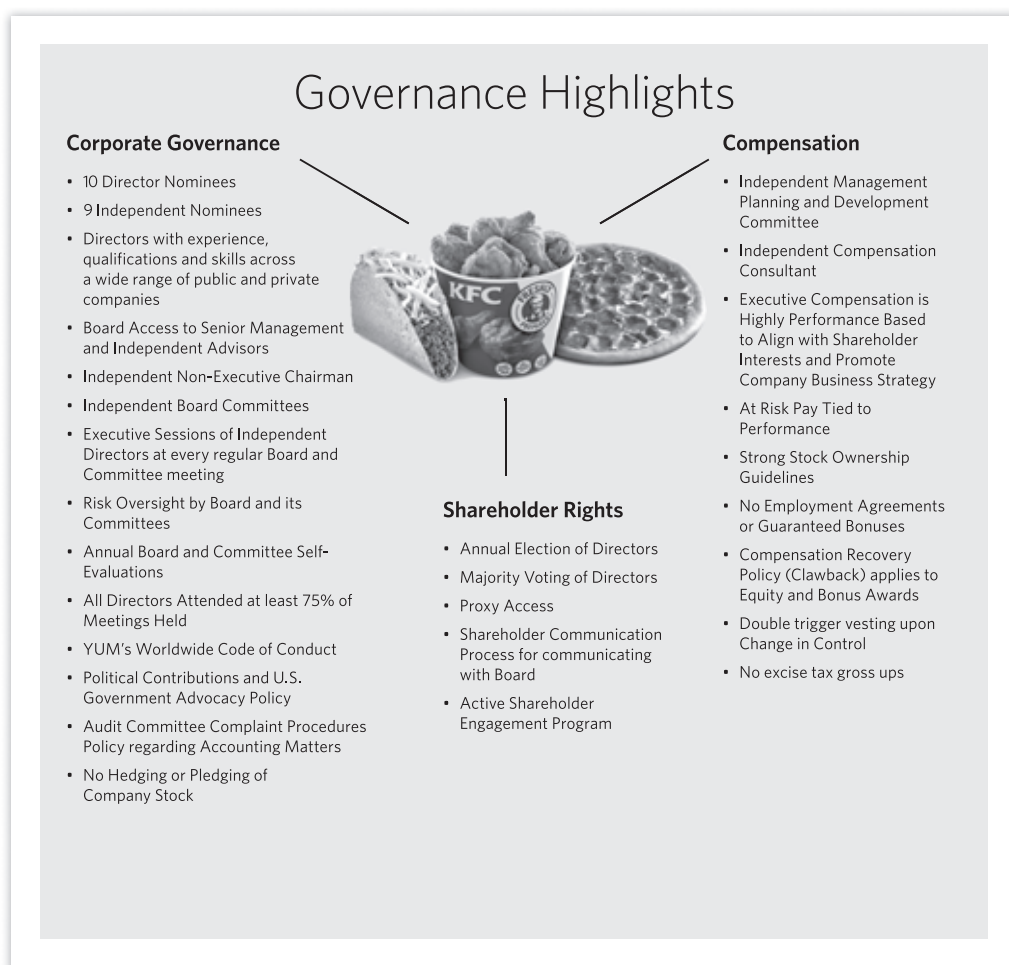 Governance Highlights
Corporate Governance
• 10 Director Nominees
• 9 Independent Nominees
• Directors with experience,
qualifications and skills across
a wide range of public and private
companies
• Board Access to Senior Management
and Independent Advisors
• Independent Non-Executive Chairman
• Independent Board Committees
• Executive Sessions of Independent
Directors at every regular Board and
Committee meeting
• Risk Oversight by Board and its
Committees
• Annual Board and Committee Self-
Evaluations
• All Directors Attended at least 75% of
Meetings Held
• YUM's Worldwide Code of Conduct
• Political Contributions and U.S.
Government Advocacy Policy
• Audit Committee Complaint Procedures
Policy regarding Accounting Matters
• No Hedging or Pledging of
Company Stock
KFC
Shareholder Rights
• Annual Election of Directors
• Majority Voting of Directors
• Proxy Access
• Shareholder Communication
Process for communicating
with Board
• Active Shareholder
Engagement Program
Compensation
• Independent Management
Planning and Development
Committee
• Independent Compensation
Consultant
• Executive Compensation is
Highly Performance Based
to Align with Shareholder
Interests and Promote
Company Business Strategy
• At Risk Pay Tied to
Performance
• Strong Stock Ownership
Guidelines
• No Employment Agreements
or Guaranteed Bonuses
• Compensation Recovery
Policy (Clawback) applies to
Equity and Bonus Awards
• Double trigger vesting upon
Change in Control
• No excise tax gross ups